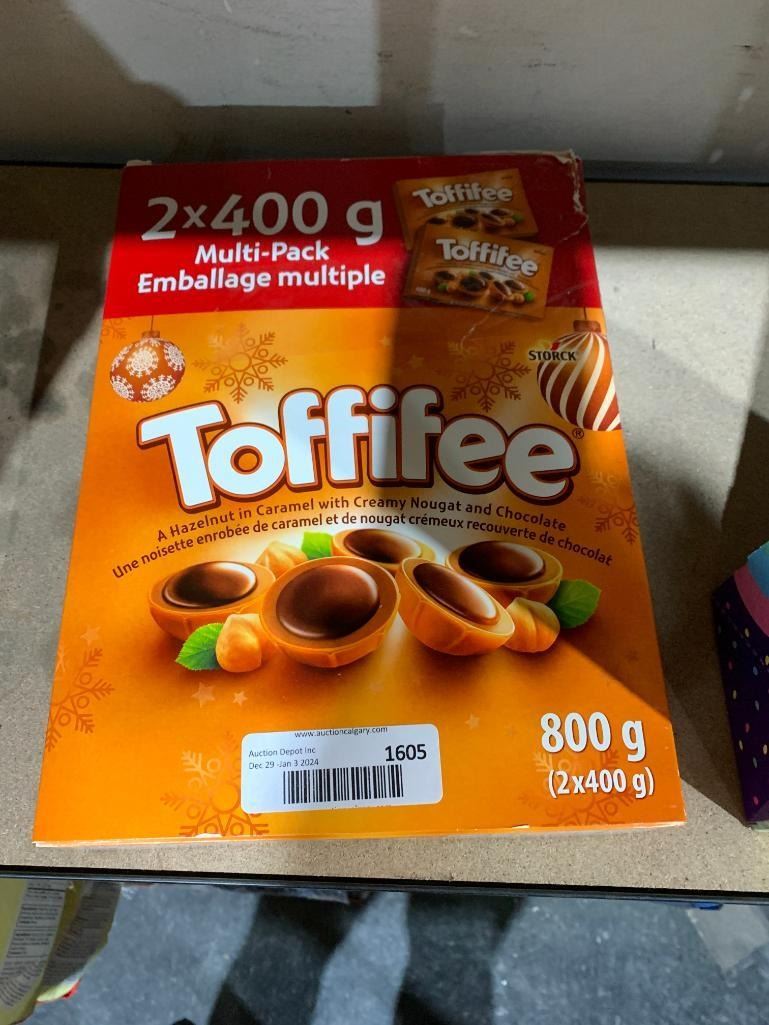 2×400 g
Multi-Pack
Emballage multiple
Toffifee
Toffifee
STORCK
Toffifee®
A Hazelnut in Caramel with Creamy Nougat and Chocolate
Une noisette enrobée de caramel et de nougat crémeux recouverte de chocolat
www.auctioncalgary.com
Auction Depot Inc
1605
Dec 29 -Jan 3 2024
800 g
(2x400 g)